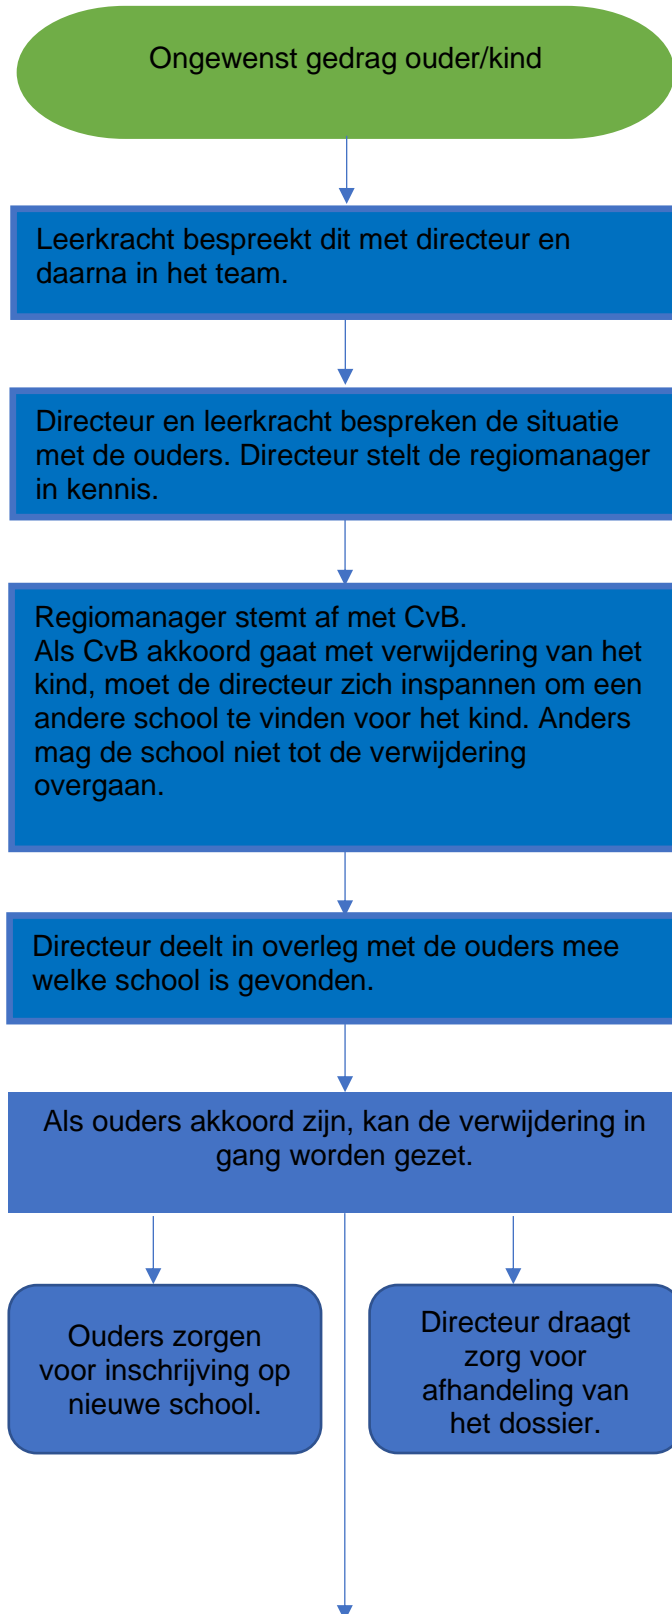 Ongewenst gedrag ouder/kind
Leerkracht bespreekt dit met directeur en
daarna in het team.
Directeur en leerkracht bespreken de situatie
met de ouders. Directeur stelt de regiomanager
in kennis.
Regiomanager stemt af met CvB.
Als CvB akkoord gaat met verwijdering van het
kind, moet de directeur zich inspannen om een
andere school te vinden voor het kind. Anders
mag de school niet tot de verwijdering
overgaan.
Directeur deelt in overleg met de ouders mee
welke school is gevonden.
Als ouders akkoord zijn, kan de verwijdering in
gang worden gezet.
Ouders zorgen
voor inschrijving op
nieuwe school.
Directeur draagt
zorg voor
afhandeling van
het dossier.